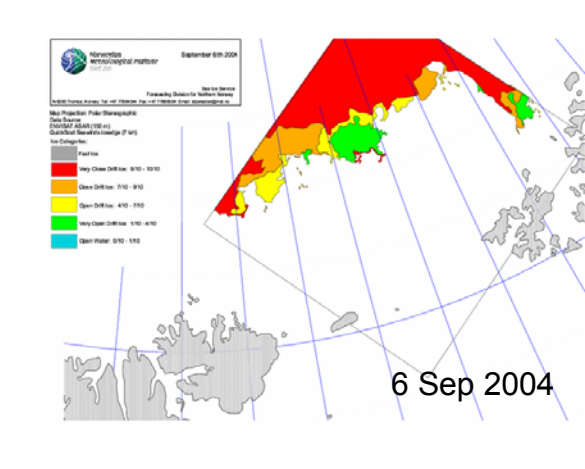 Norwegian
Meteorological Institute
met.no
September 6th 2004
Sea Ice Service
Forecasting Division for Northern Norway
Map Projection: Polar Stereographic
Data Source:
ENVISAT ASAR (150 m)
Ice Categories:
Fast Ice
Very Close Drift Ice: 9/10 - 10/10
Close Drift Ice: 7/10 - 9/10
Open Drift Ice: 4/10 - 7/10
Very Open Drift Ice: 1/10 - 4/10
Open Water: 0/10 - 1/10
6 Sep 2004